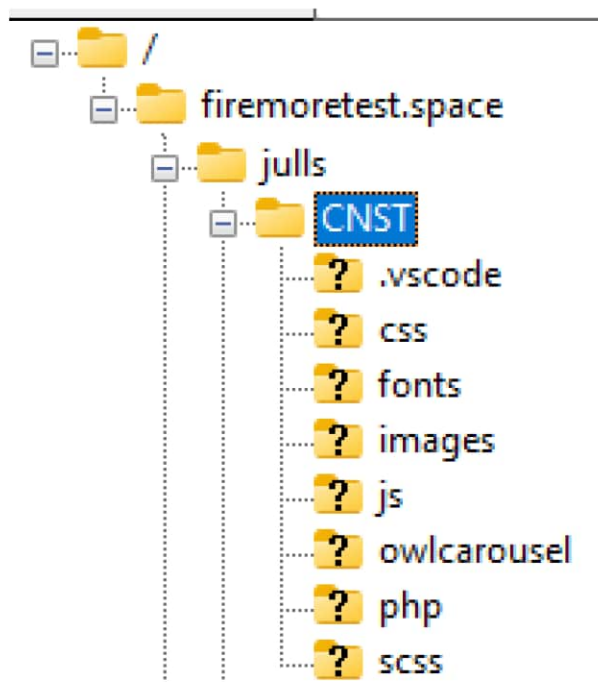 /
firemoretest.space
julls
CNST
.vscode
css
fonts
images
js
owlcarousel
php
scss